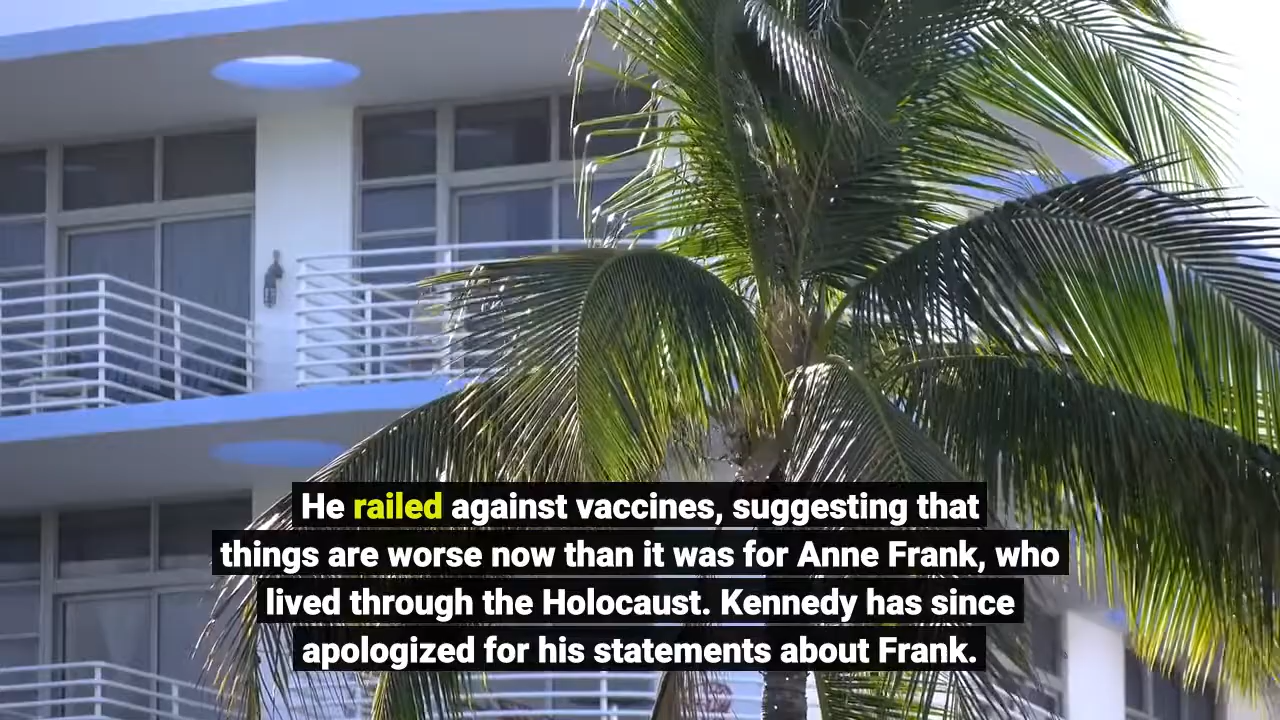 He railed against vaccines, suggesting that
things are worse now than it was for Anne Frank, who
lived through the Holocaust. Kennedy has since
apologized for his statements about Frank.